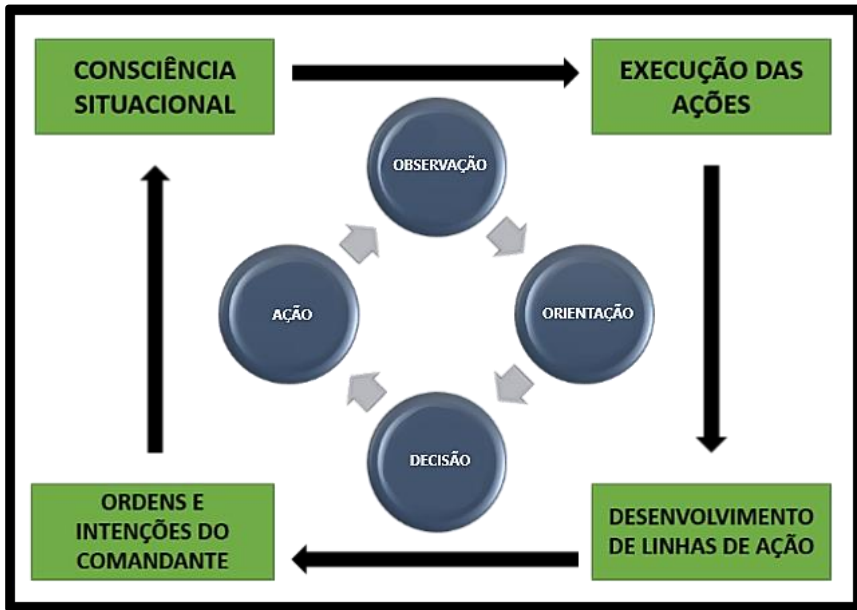 CONSCIÊNCIA
SITUACIONAL
EXECUÇÃO DAS
AÇÕES
OBSERVAÇÃO
AÇÃO
ORIENTAÇÃO
DECISÃO
ORDENS E
INTENÇÕES DO
COMANDANTE
DESENVOLVIMENTO
DE LINHAS DE AÇÃO